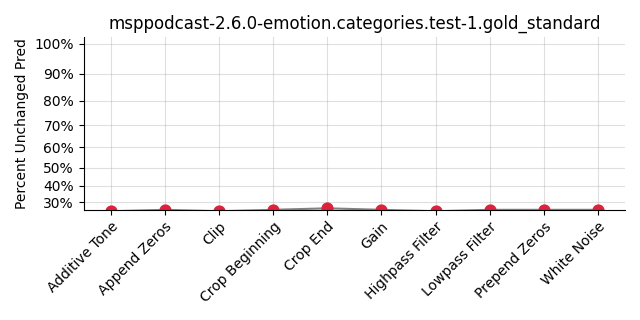 msppodcast-2.6.0-emotion.categories.test-1.gold_standard
Percent Unchanged Pred
100%
90%
80%
70%
60%
50%
40%
30%
Additive Tone
Append Zeros
Clip
Crop Beginning
Crop End
Gain
Highpass Filter
Lowpass Filter
Prepend Zeros
White Noise